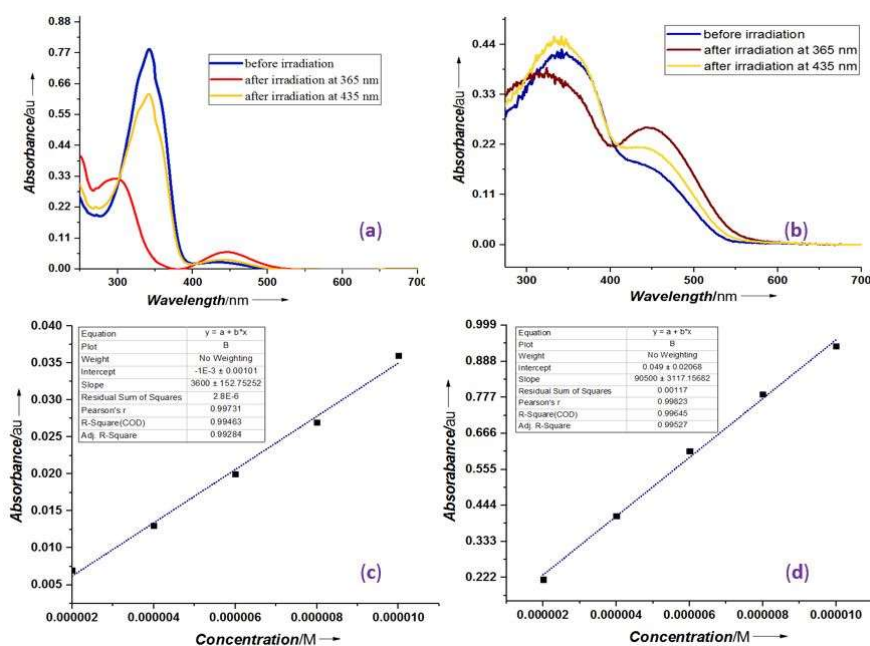 0.88
0.77
0.66
0.55
0.44
0.33
0.22
0.11
0.00
Absorbance/au
before irradiation
after irradiation at 365 nm
after irradiation at 435 nm
(a)
300 400 500 600 700
Wavelength/nm
0.44
0.33
0.22
0.11
0.00
Absorbance/au
before irradiation
after irradiation at 365 nm
after irradiation at 435 nm
(b)
300 400 500 600 700
Wavelength/nm
0.040
0.035
0.030
0.025
0.020
0.015
0.010
0.005
Absorbance/au
Equation y = a + b*x
Plot B
Weight No Weighting
Intercept -1E-3 ± 0.00101
Slope 3600 ± 152.75252
Residual Sum of Squares 2.8E-6
Pearson's r 0.99731
R-Square(COD) 0.99463
Adj. R-Square 0.99284
(c)
0.000002 0.000004 0.000006 0.000008 0.000010
Concentration/M
0.999
0.888
0.777
0.666
0.555
0.444
0.333
0.222
Absorabance/au
Equation y = a + b*x
Plot B
Weight No Weighting
Intercept 0.049 ± 0.02068
Slope 90500 ± 3117.15682
Residual Sum of Squares 0.00117
Pearson's r 0.99823
R-Square(COD) 0.99645
Adj. R-Square 0.99527
(d)
0.000002 0.000004 0.000006 0.000008 0.000010
Concentration/M